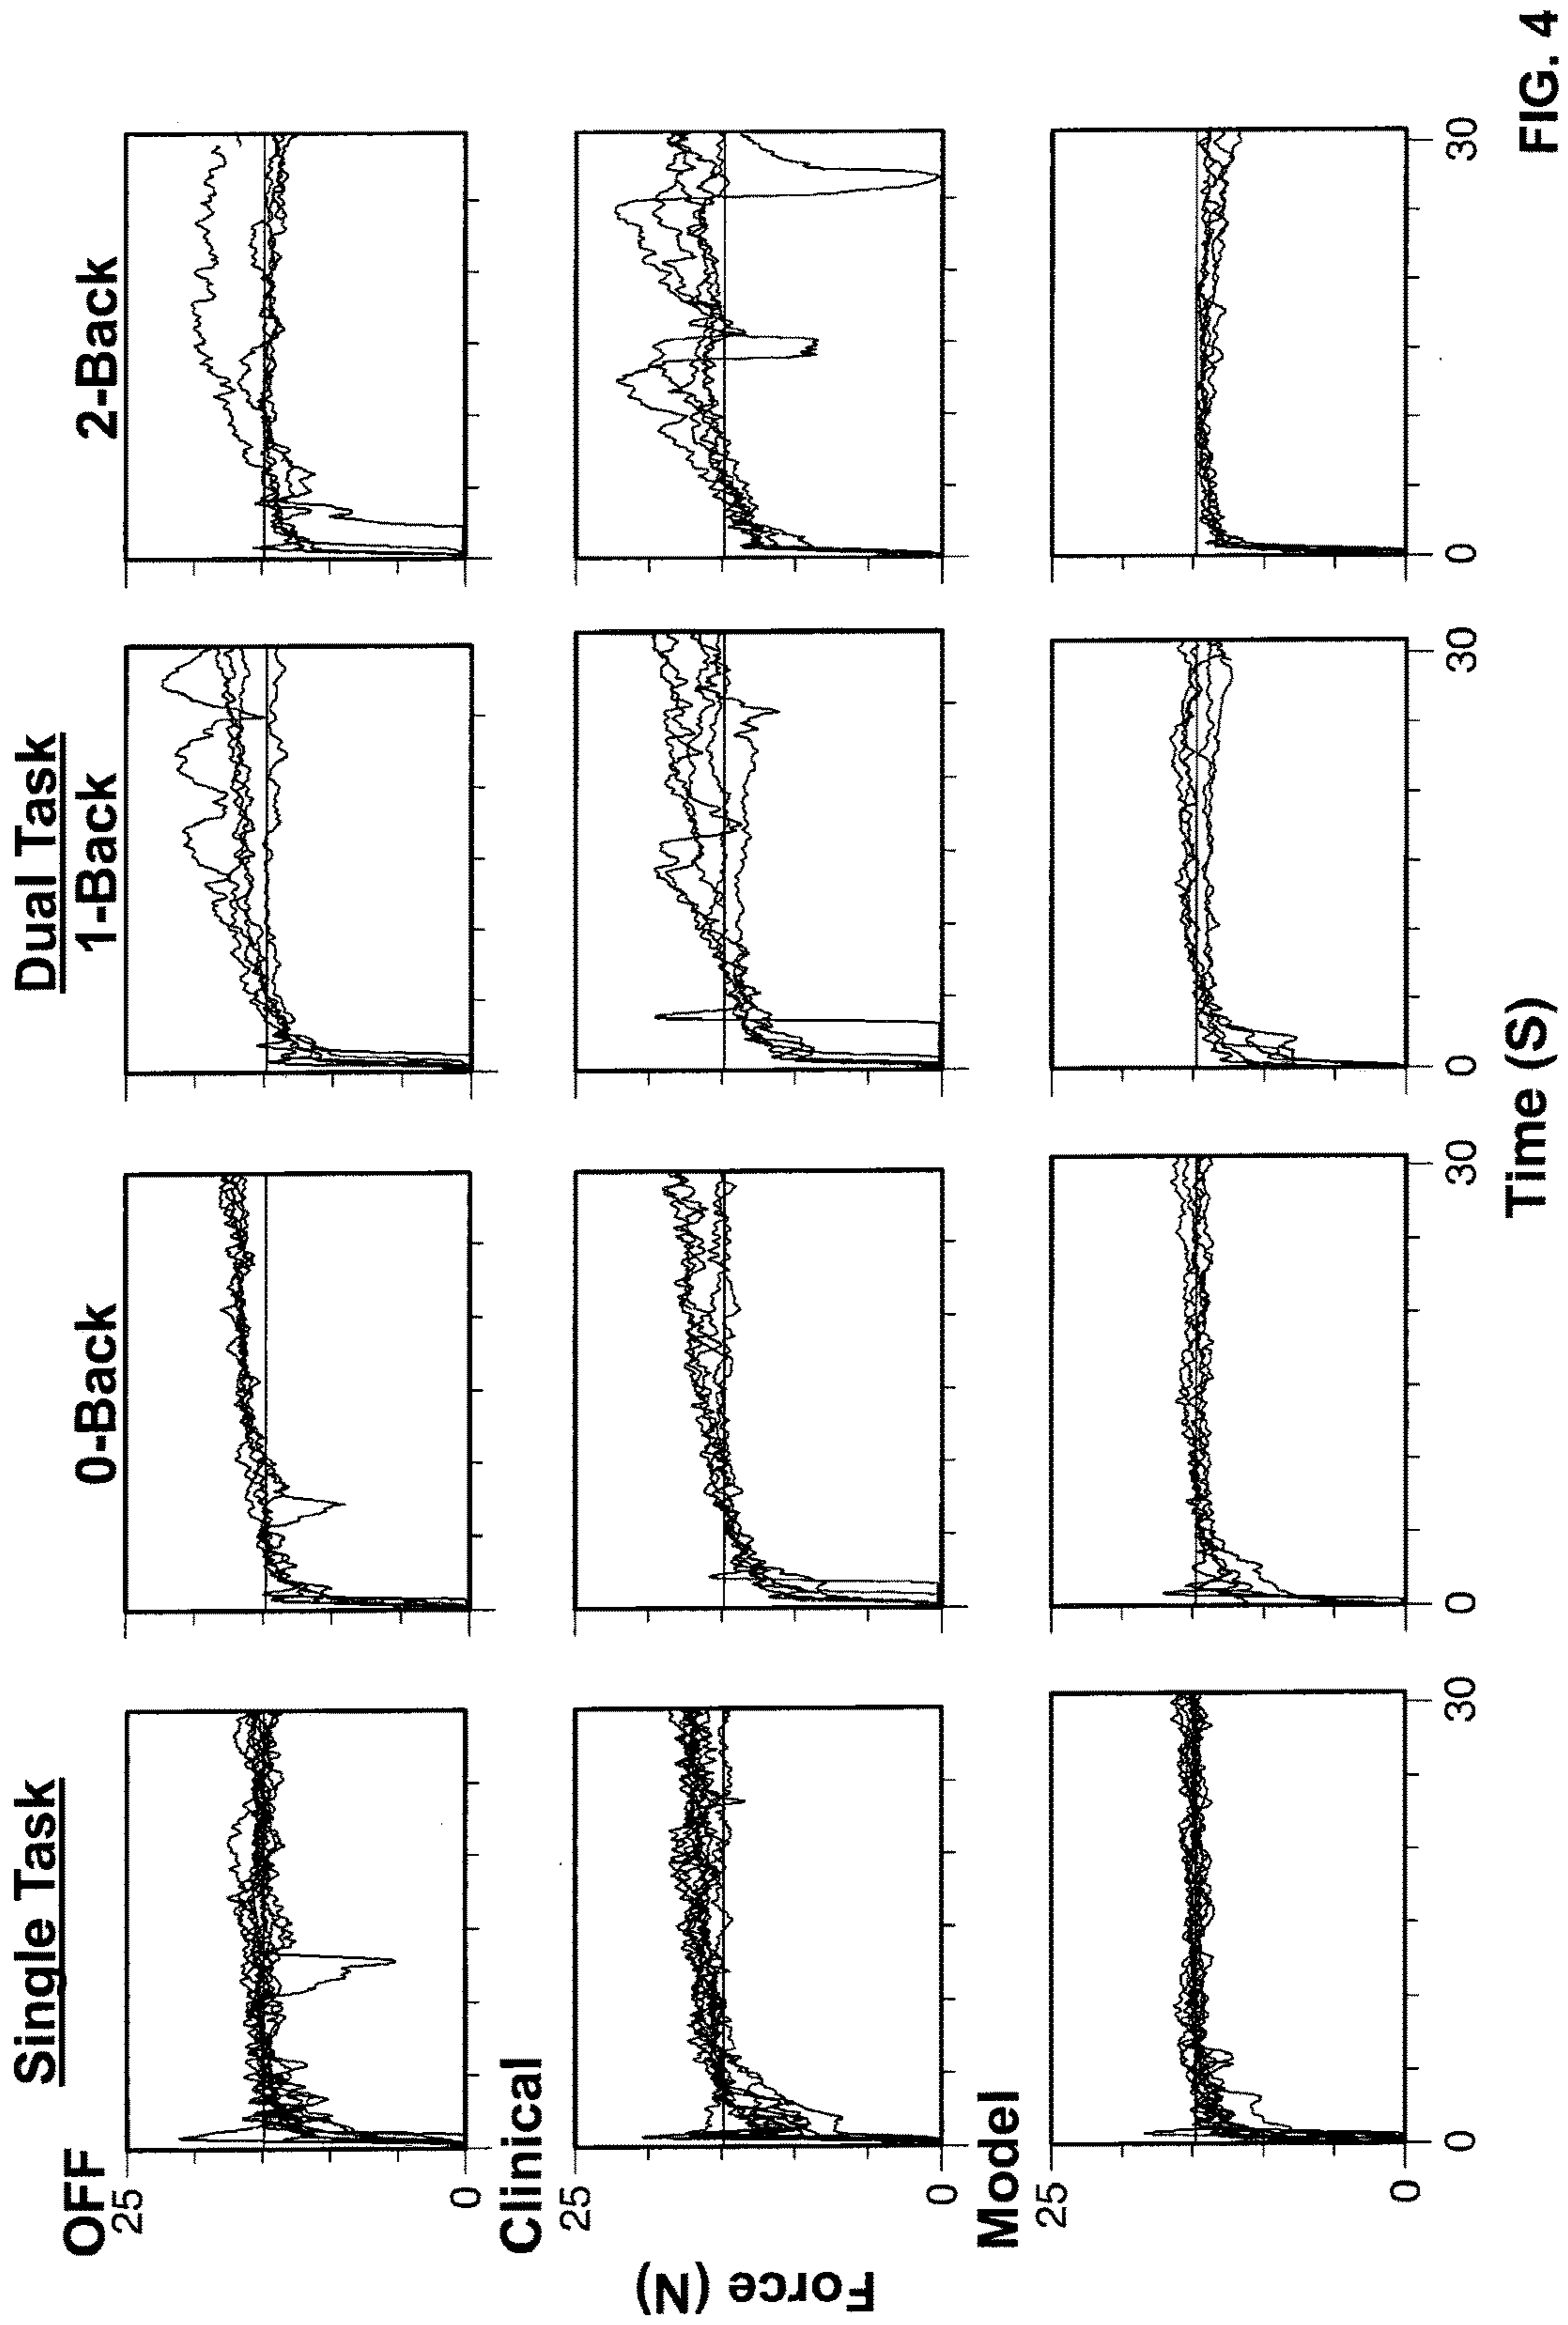 Single Task
Dual Task
0-Back
1-Back
2-Back
OFF
25
0
Clinical
25
0
Force (N)
Model
25
0
0
30
0
30
0
30
0
30
Time (S)
FIG. 4